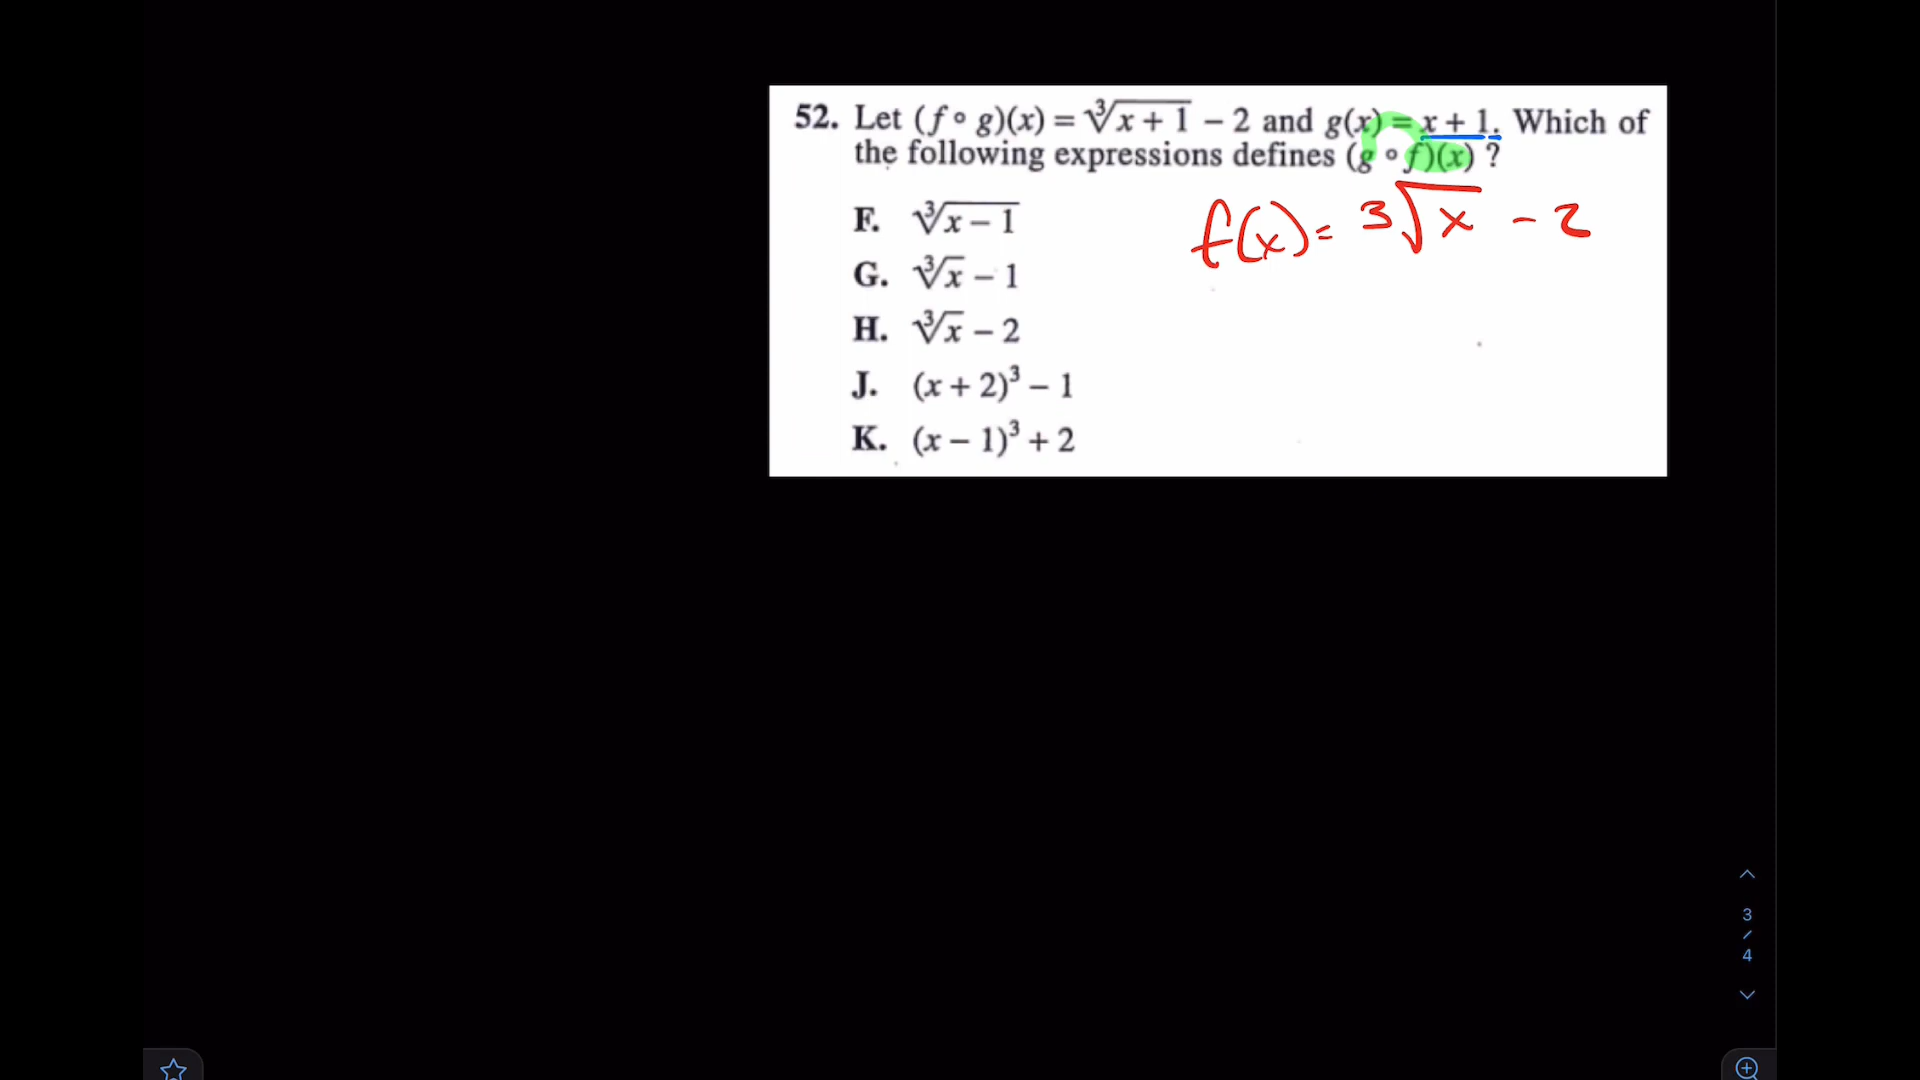 52. Let (f ∘ g)(x) = ∛(x + 1) − 2 and g(x) = x + 1. Which of
the following expressions defines (g ∘ f)(x) ?
f(x) = 3√x − 2
F. ∛(x − 1)
G. ∛x − 1
H. ∛x − 2
J. (x + 2)³ − 1
K. (x − 1)³ + 2
3
/
4